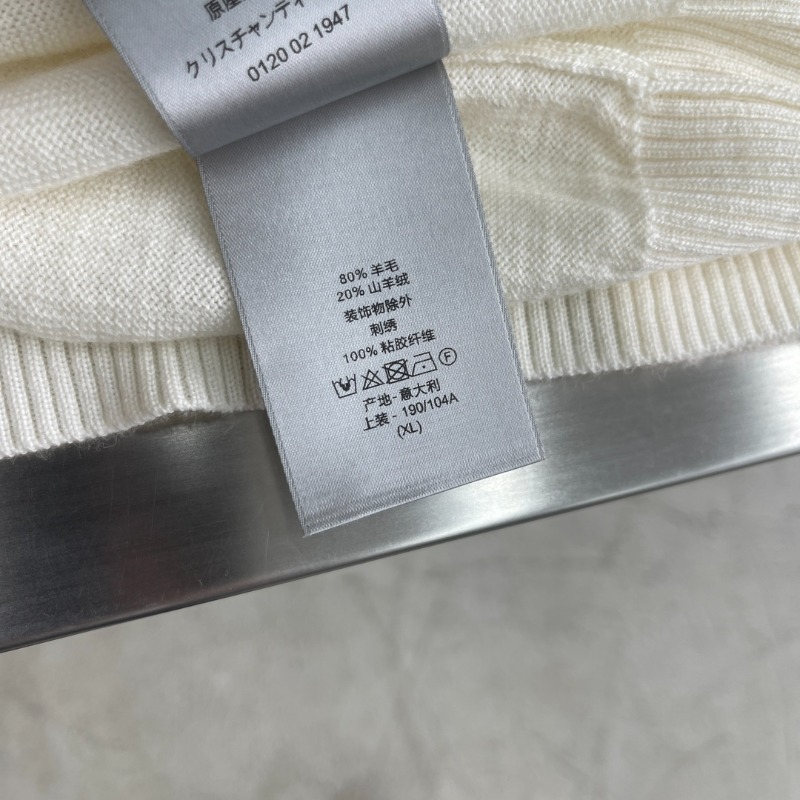 原産
クリスチャンディ
0120 02 1947
80% 羊毛
20% 山羊绒
装饰物除外
刺绣
100% 粘胶纤维
F
产地- 意大利
上装 - 190/104A
(XL)